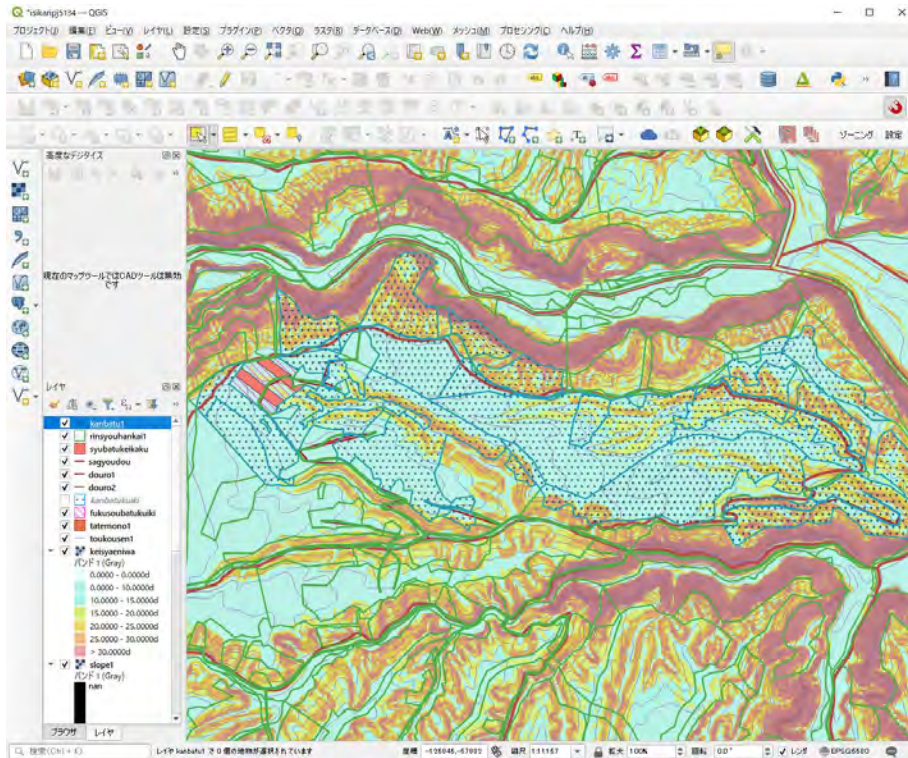 *isikarigj5134 — QGIS
プロジェクト(J) 編集(E) ビュー(V) レイヤ(L) 設定(S) プラグイン(P) ベクタ(O) ラスタ(R) データベース(D) Web(W) メッシュ(M) プロセシング(C) ヘルプ(H)
ゾーニング 設定
高度なデジタイズ
現在のマップツールではCADツールは無効
です
レイヤ
kanbatu1
rinsyouhankai1
syubatukeikaku
sagyoudou
douro1
douro2
kanbatukuiki
fukusoubatukuiki
tatemono1
toukousen1
keisyaeniwa
バンド 1 (Gray)
0.0000 - 0.0000d
0.0000 - 10.0000d
10.0000 - 15.0000d
15.0000 - 20.0000d
20.0000 - 25.0000d
25.0000 - 30.0000d
> 30.0000d
slope1
バンド 1 (Gray)
nan
ブラウザ レイヤ
検索(Ctrl + K) レイヤ kanbatu1 で 0 個の地物が選択されています 座標 縮尺 1:11157 拡大 100% 回転 0.0° レンダ